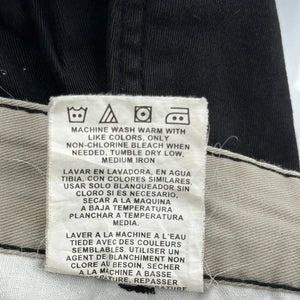 MACHINE WASH WARM WITH
LIKE COLORS, ONLY
NON-CHLORINE BLEACH WHEN
NEEDED, TUMBLE DRY LOW,
MEDIUM IRON
LAVAR EN LAVADORA, EN AGUA
TIBIA, CON COLORES SIMILARES,
USAR SOLO BLANQUEADOR SIN
CLORO SI ES NECESARIO,
SECAR A LA MAQUINA
A BAJA TEMPERATURA
PLANCHAR A TEMPERATURA
MEDIA.
LAVER A LA MACHINE A L'EAU
TIEDE AVEC DES COULEURS
SEMBLABLES. UTILISER UN
AGENT DE BLANCHIMENT NON
CLORE AU BESOIN, SECHER
A LA MACHINE A BASSE
TEMPERATURE